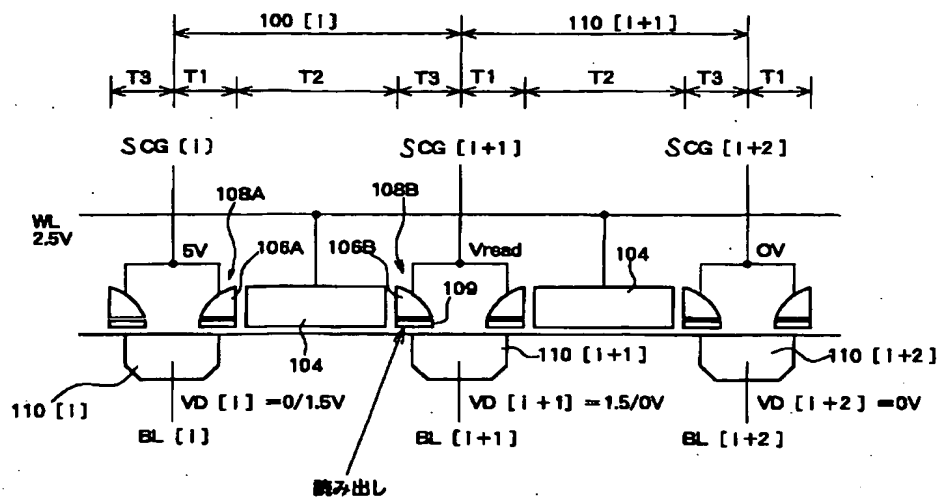 100 [i] 110 [i+1]
T3 T1 T2 T3 T1 T2 T3 T1
SCG [i] SCG [i+1] SCG [i+2]
108A 108B
WL
2.5V
5V 106A 106B Vread 109 104 0V
104 110 [i+1] 110 [i+2]
110 [i] VD [i] =0/1.5V VD [i+1] =1.5/0V VD [i+2] =0V
BL [i] BL [i+1] BL [i+2]
読み出し